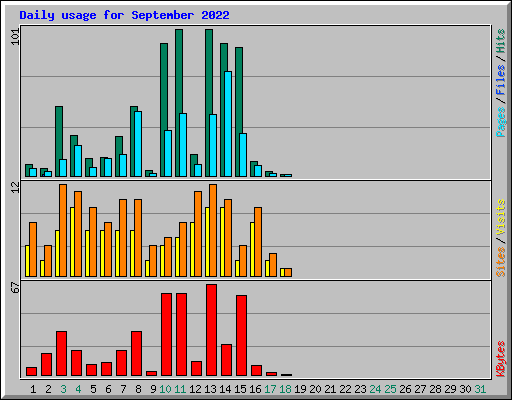 Daily usage for September 2022
101
Pages / Files / Hits
12
Sites / Visits
67
KBytes
1 2 3 4 5 6 7 8 9 10 11 12 13 14 15 16 17 18 19 20 21 22 23 24 25 26 27 28 29 30 31